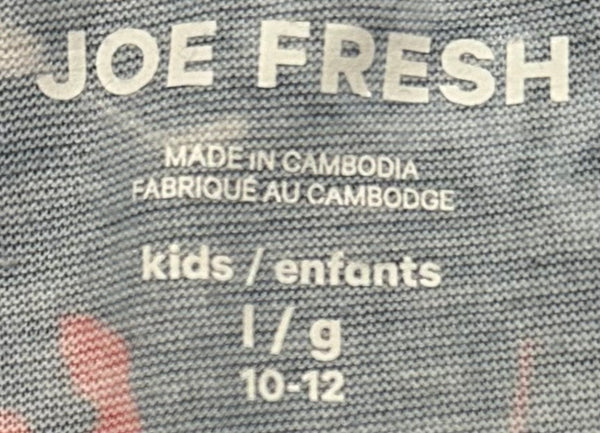 JOE FRESH
MADE IN CAMBODIA
FABRIQUÉ AU CAMBODGE
kids / enfants
l / g
10-12